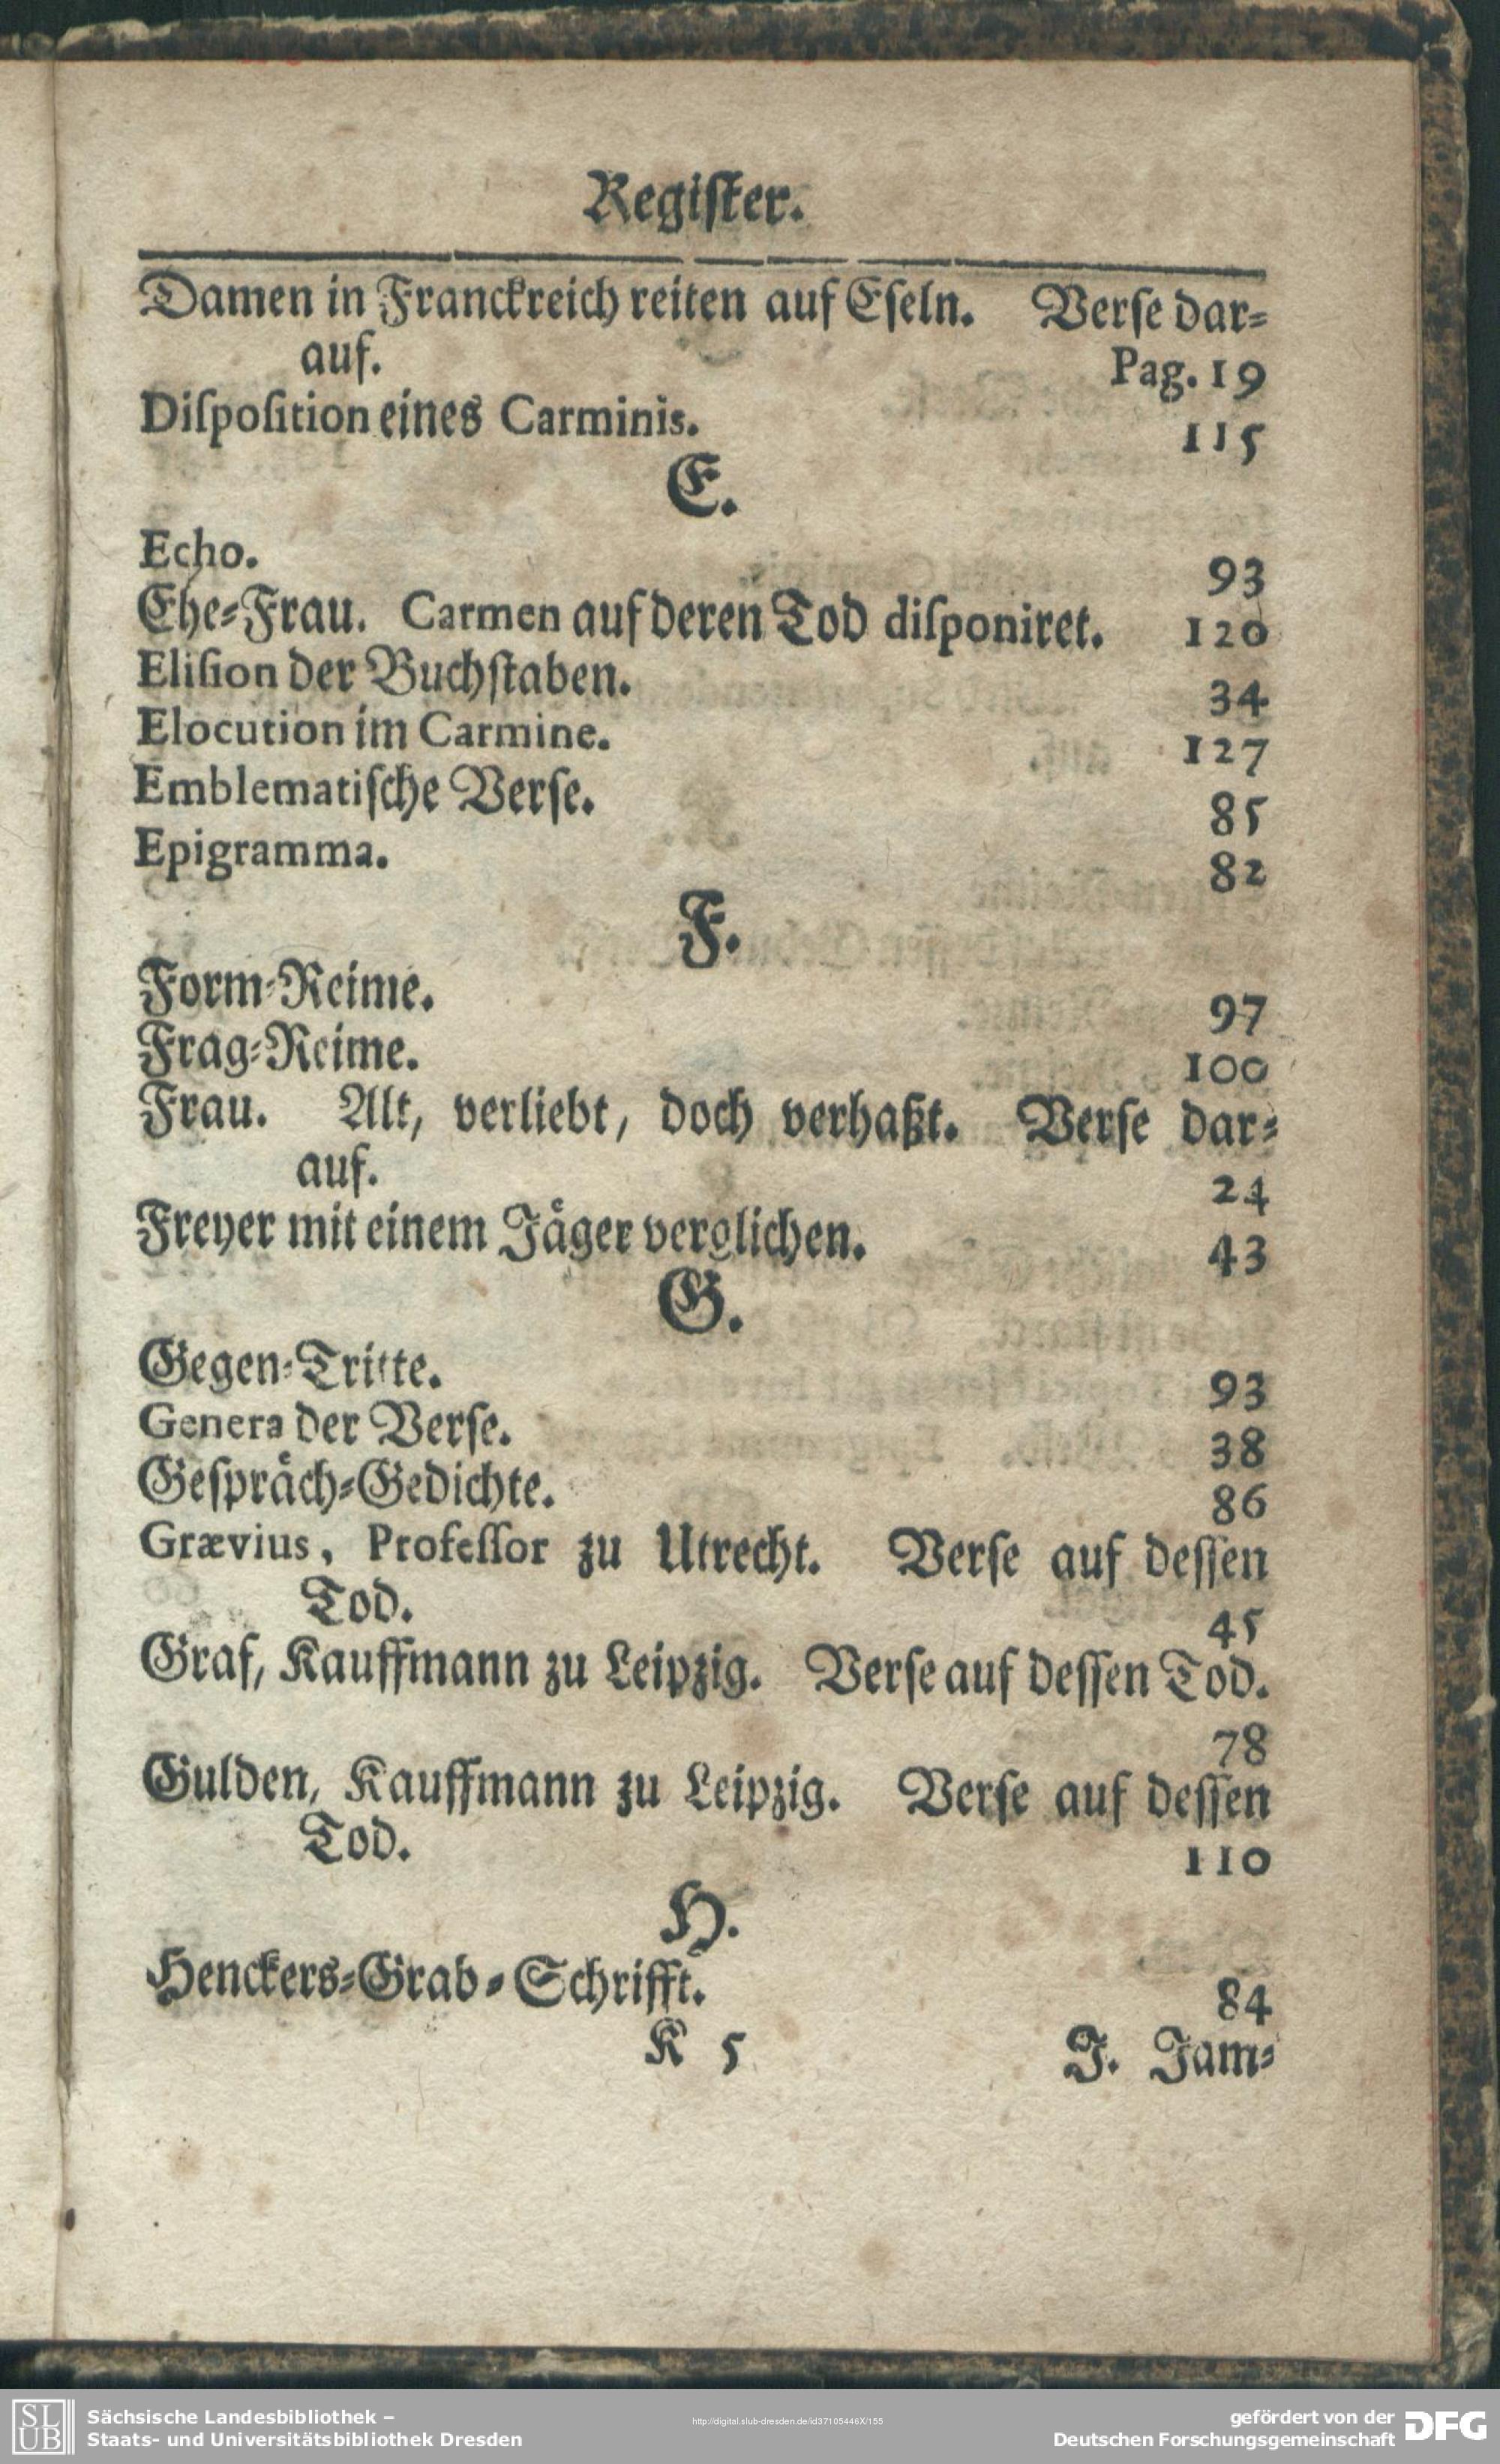 Regiſter.
Damen in Franckreich reiten auf Eſeln. Verſe dar-
auf. Pag. 19
Diſpoſition eines Carminis. 115
E.
Echo. 93
Ehe-Frau. Carmen auf deren Tod diſponiret. 120
Eliſion der Buchſtaben. 34
Elocution im Carmine. 127
Emblematiſche Verſe. 85
Epigramma. 82
F.
Form-Reime. 97
Frag-Reime. 100
Frau. Alt, verliebt, doch verhaßt. Verſe dar-
auf. 24
Freyer mit einem Jåger verglichen. 43
G.
Gegen-Tritte. 93
Genera der Verſe. 38
Geſpråch-Gedichte. 86
Grævius, Profeſſor zu Utrecht. Verſe auf deſſen
Tod. 45
Graf, Kauffmann zu Leipzig. Verſe auf deſſen Tod.
78
Gulden, Kauffmann zu Leipzig. Verſe auf deſſen
Tod. 110
H.
Henckers-Grab-Schrifft. 84
K 5 J. Jam-
SLUB
Sächsische Landesbibliothek –
Staats- und Universitätsbibliothek Dresden
http://digital.slub-dresden.de/id37105446X/155
gefördert von der
Deutschen Forschungsgemeinschaft
DFG